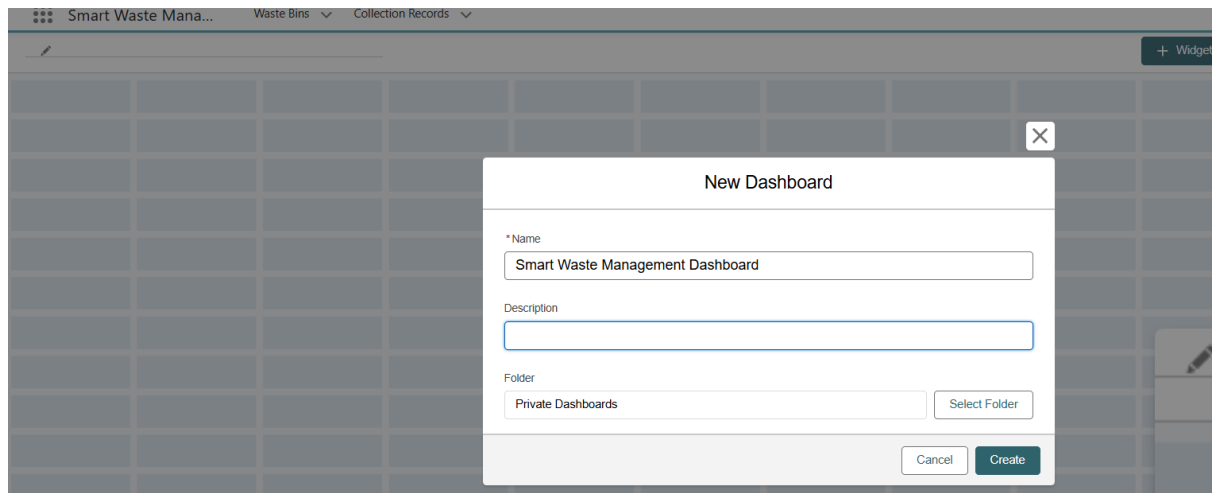 Smart Waste Mana... Waste Bins Collection Records
+ Widget
New Dashboard
*Name
Smart Waste Management Dashboard
Description
Folder
Private Dashboards Select Folder
Cancel Create